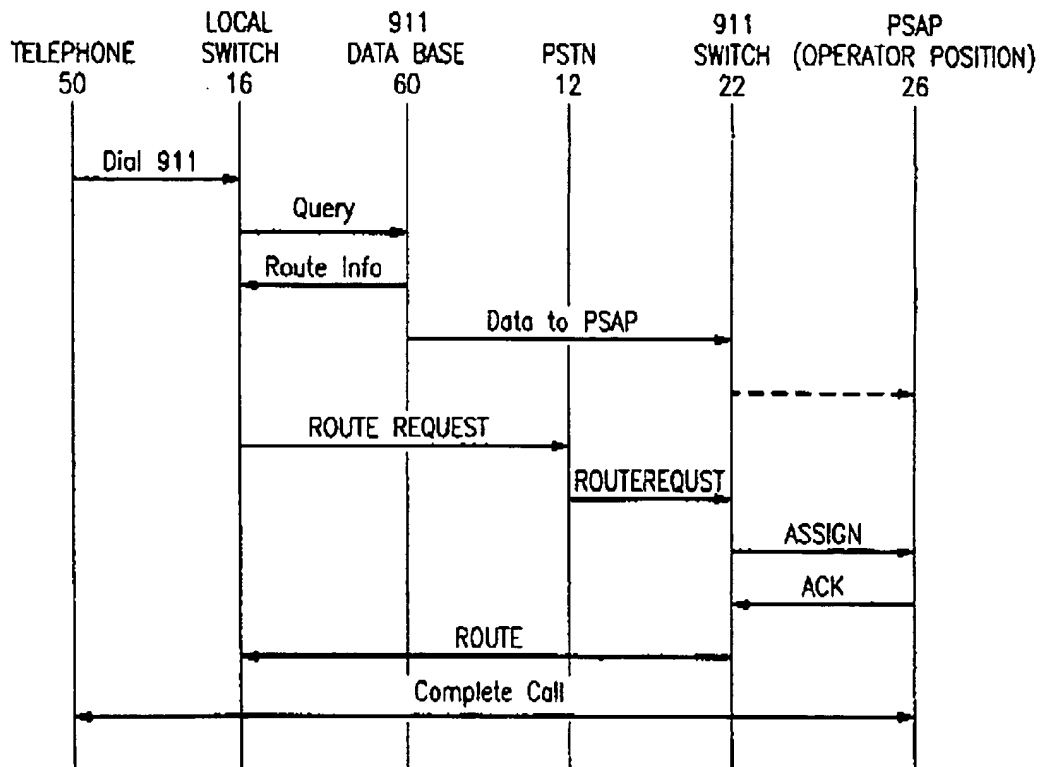 TELEPHONE
50
LOCAL
SWITCH
16
911
DATA BASE
60
PSTN
12
911
SWITCH
22
PSAP
(OPERATOR POSITION)
26
Dial 911
Query
Route Info
Data to PSAP
ROUTE REQUEST
ROUTEREQUST
ASSIGN
ACK
ROUTE
Complete Call